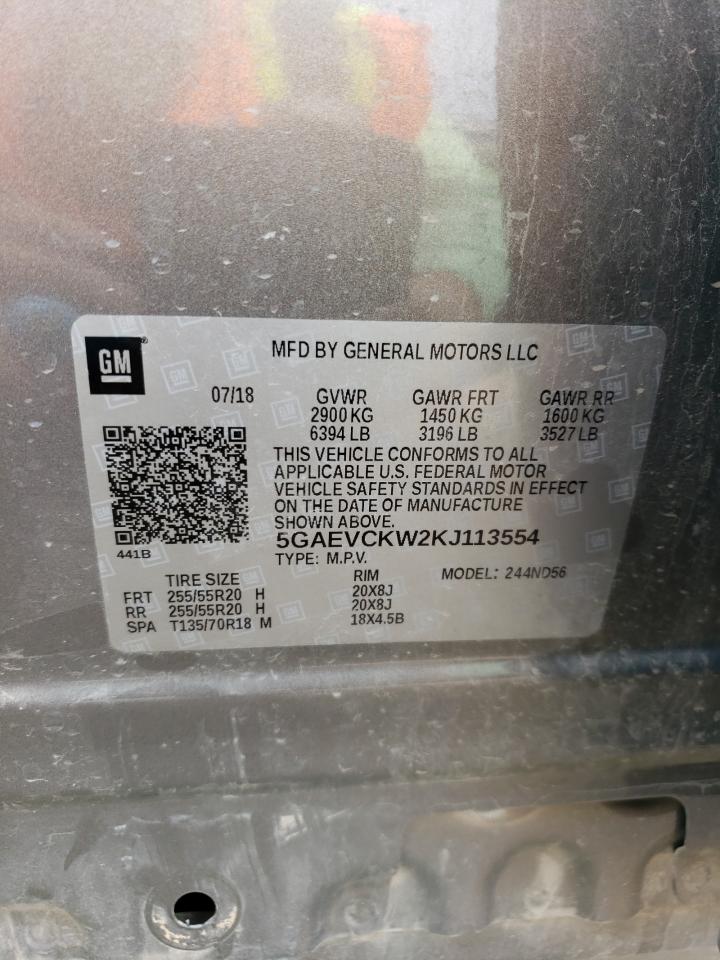 GM
MFD BY GENERAL MOTORS LLC
07/18 GVWR GAWR FRT GAWR RR
2900 KG 1450 KG 1600 KG
6394 LB 3196 LB 3527 LB
THIS VEHICLE CONFORMS TO ALL
APPLICABLE U.S. FEDERAL MOTOR
VEHICLE SAFETY STANDARDS IN EFFECT
ON THE DATE OF MANUFACTURE
SHOWN ABOVE.
5GAEVCKW2KJ113554
441B
TYPE: M.P.V.
MODEL: 244ND56
TIRE SIZE RIM
FRT 255/55R20 H 20X8J
RR 255/55R20 H 20X8J
SPA T135/70R18 M 18X4.5B